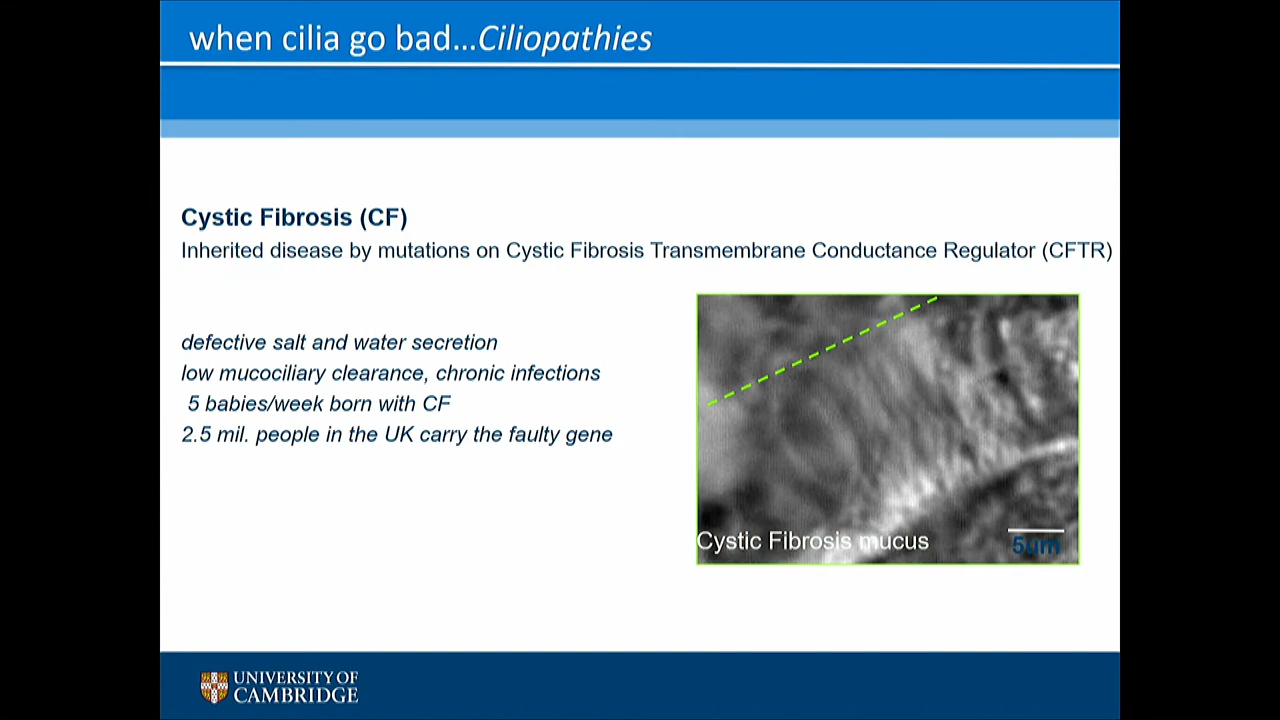 when cilia go bad...Ciliopathies
Cystic Fibrosis (CF)
Inherited disease by mutations on Cystic Fibrosis Transmembrane Conductance Regulator (CFTR)
defective salt and water secretion
low mucociliary clearance, chronic infections
5 babies/week born with CF
2.5 mil. people in the UK carry the faulty gene
Cystic Fibrosis mucus
5um
UNIVERSITY OF
CAMBRIDGE